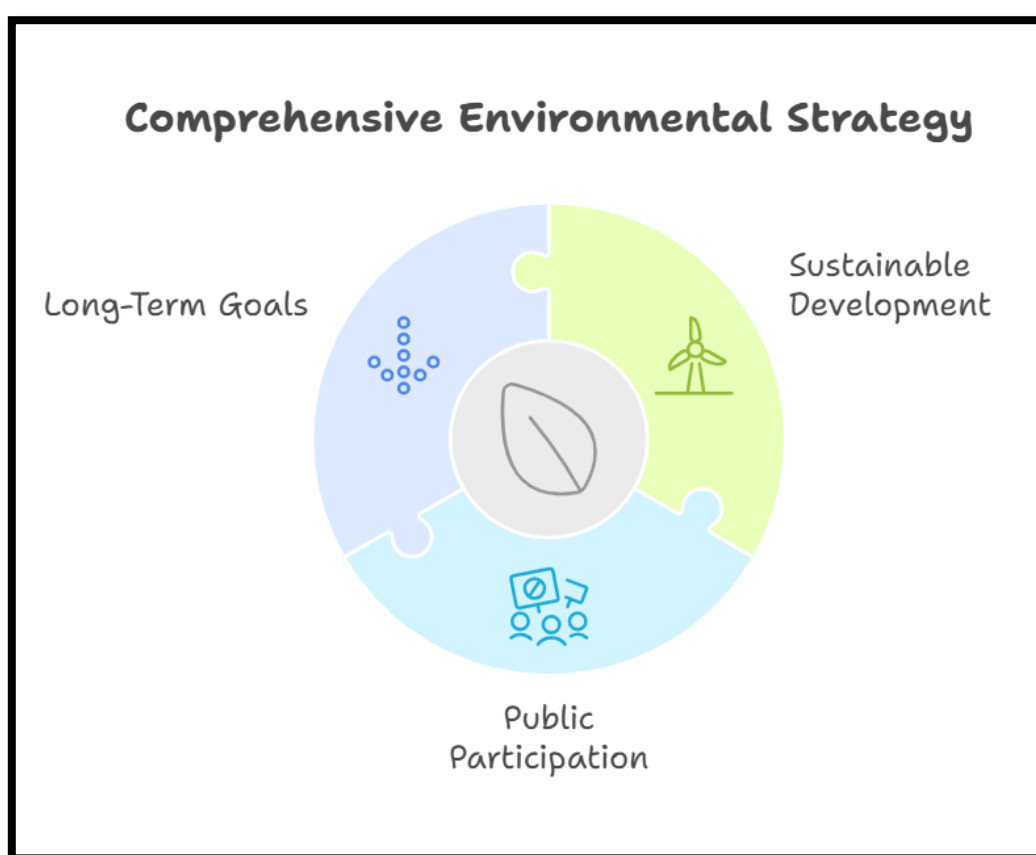 Comprehensive Environmental Strategy
Long-Term Goals
Sustainable
Development
Public
Participation